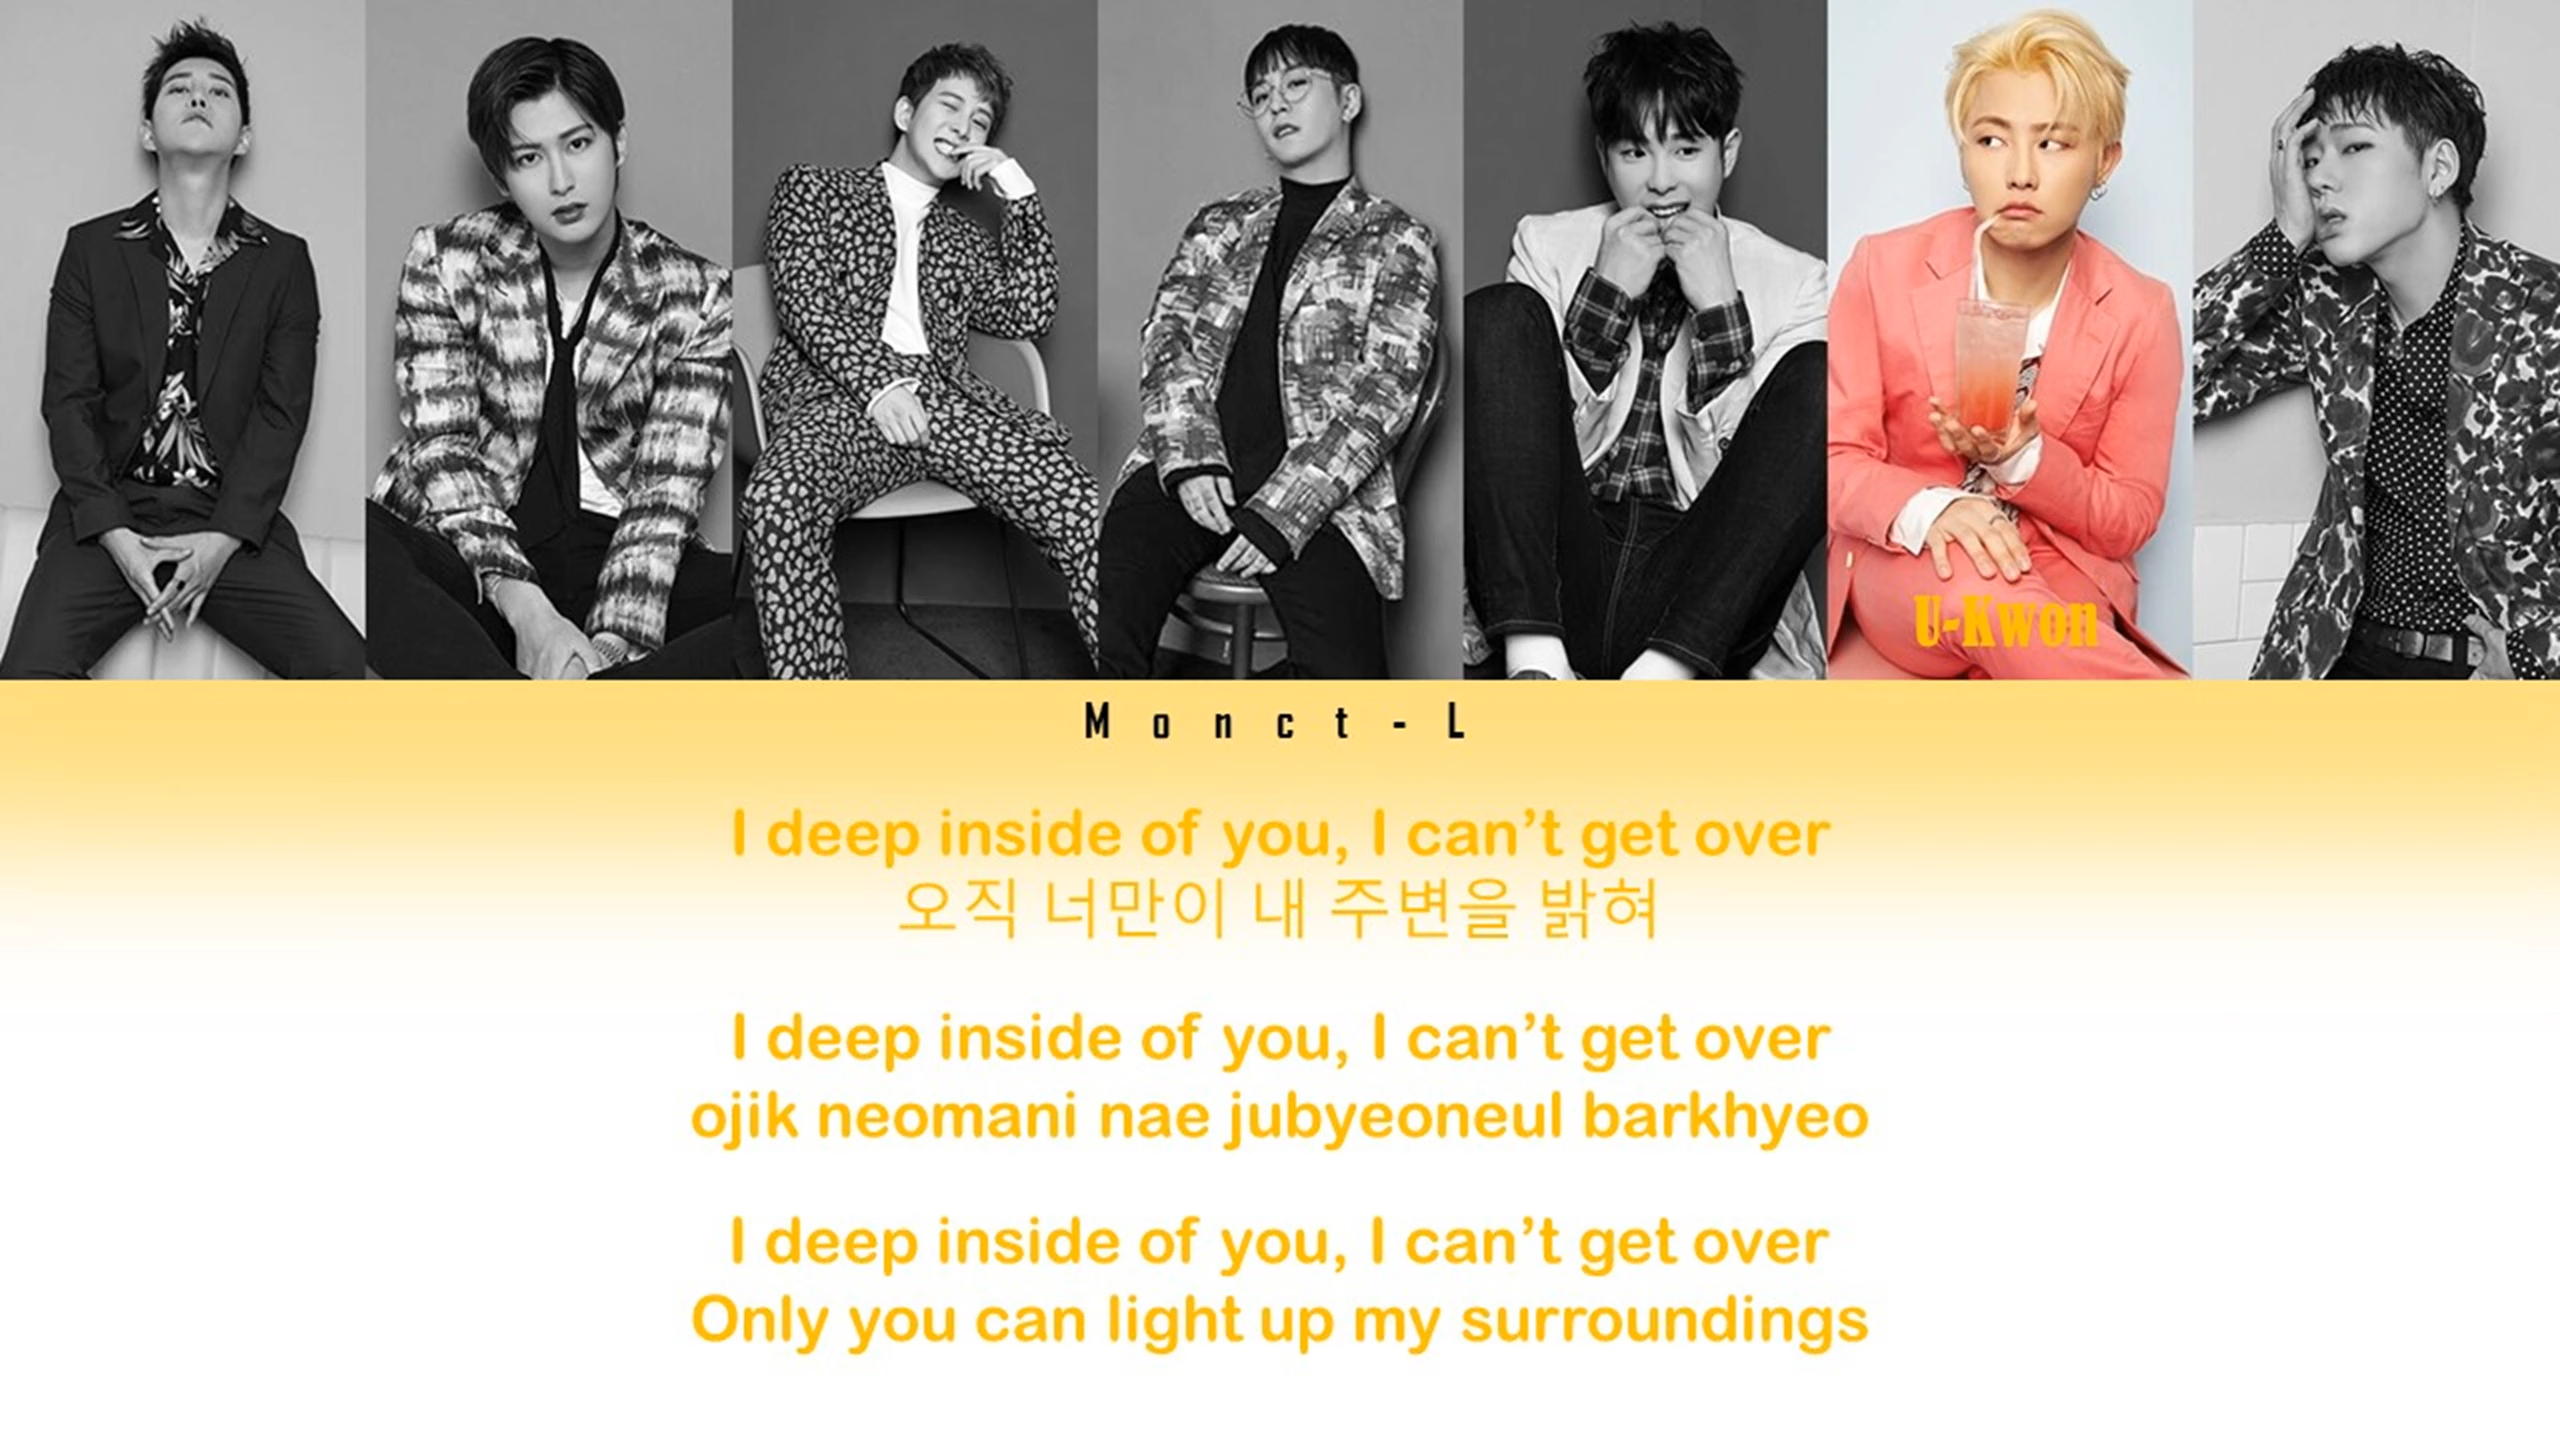 U-Kwon
Monct-L
I deep inside of you, I can't get over
오직 너만이 내 주변을 밝혀
I deep inside of you, I can't get over
ojik neomani nae jubyeoneul barkhyeo
I deep inside of you, I can't get over
Only you can light up my surroundings